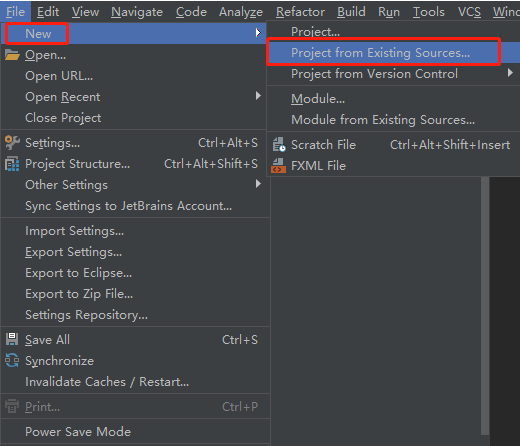 File Edit View Navigate Code Analyze Refactor Build Run Tools VCS Wind
New
Open...
Open URL...
Open Recent
Close Project
Settings... Ctrl+Alt+S
Project Structure... Ctrl+Alt+Shift+S
Other Settings
Sync Settings to JetBrains Account...
Import Settings...
Export Settings...
Export to Eclipse...
Export to Zip File...
Settings Repository...
Save All Ctrl+S
Synchronize
Invalidate Caches / Restart...
Print... Ctrl+P
Power Save Mode
Project...
Project from Existing Sources...
Project from Version Control
Module...
Module from Existing Sources...
Scratch File Ctrl+Alt+Shift+Insert
FXML File